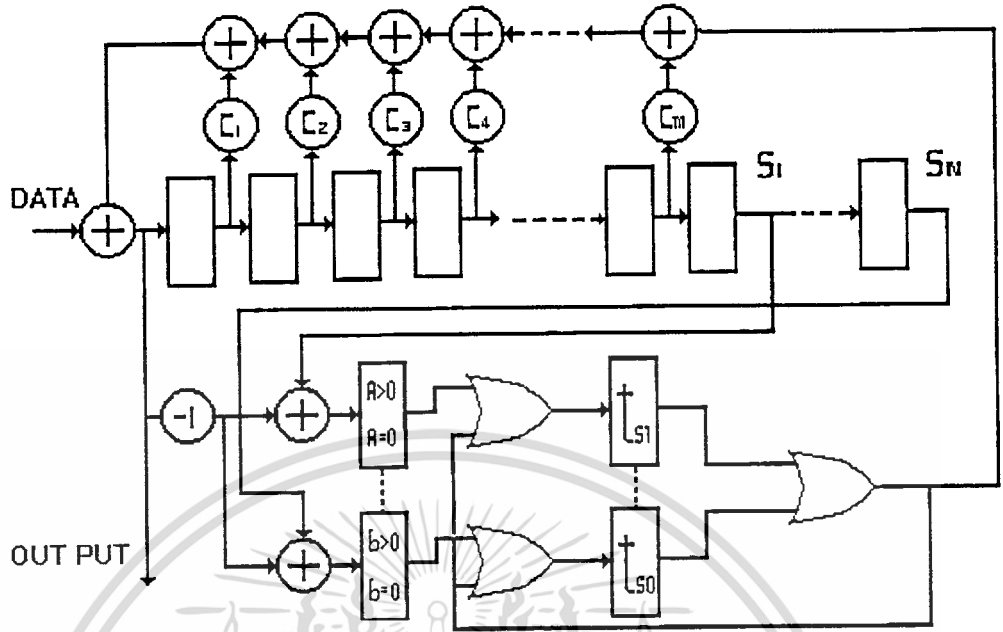 + + + + +
C1 C2 C3 C4 Cm
S1 SN
DATA
+
A>0
A=0
-1 +
tS1
b>0
b=0
OUT PUT +
tS0